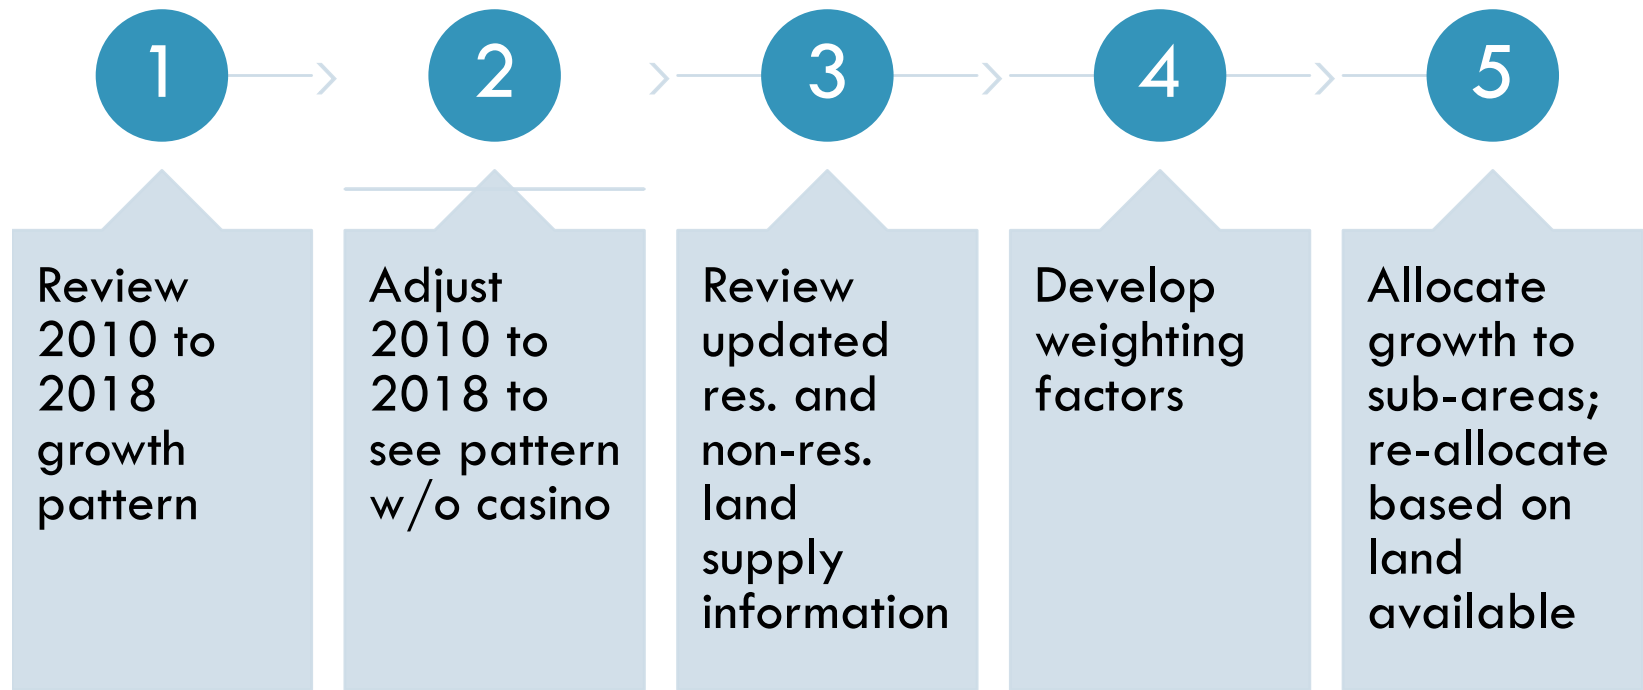 1
2
3
4
5
Review
2010 to
2018
growth
pattern
Adjust
2010 to
2018 to
see pattern
w/o casino
Review
updated
res. and
non-res.
land
supply
information
Develop
weighting
factors
Allocate
growth to
sub-areas;
re-allocate
based on
land
available